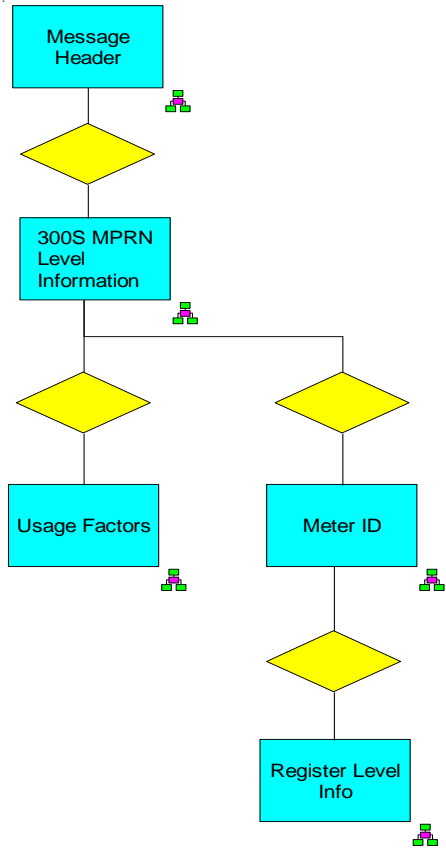 Message
Header
300S MPRN
Level
Information
Usage Factors
Meter ID
Register Level
Info